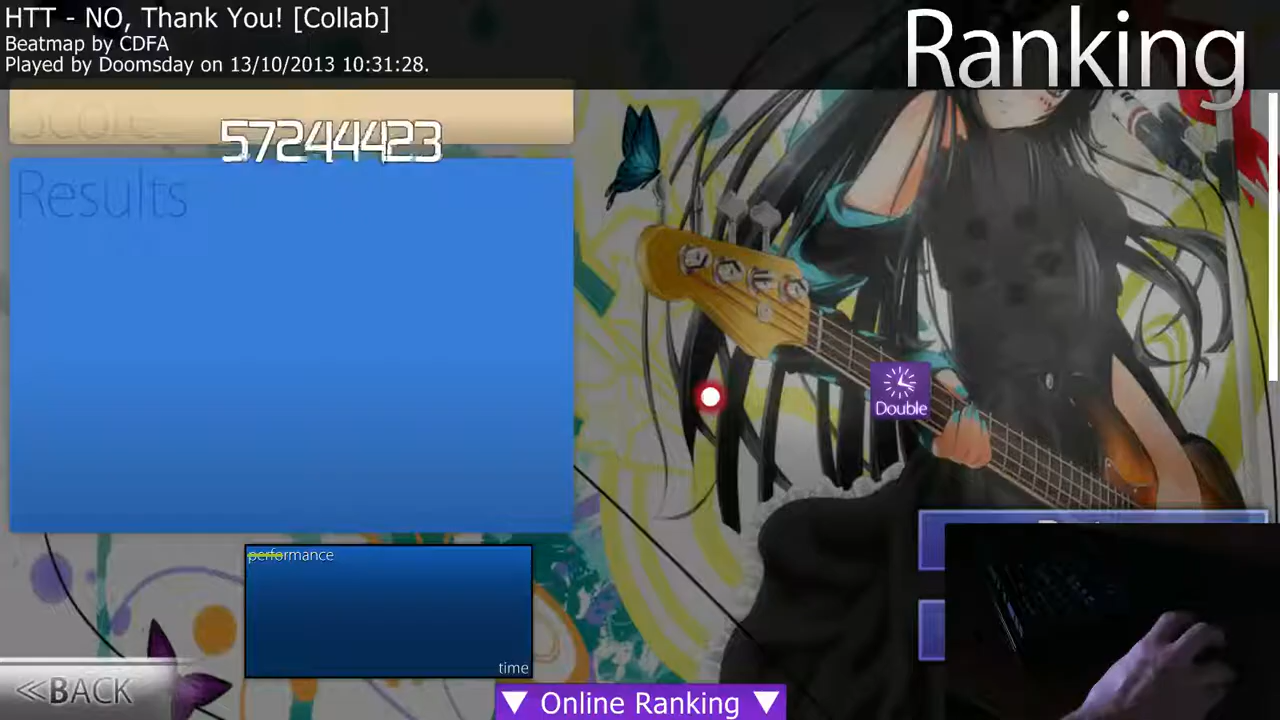 HTT - NO, Thank You! [Collab]
Beatmap by CDFA
Played by Doomsday on 13/10/2013 10:31:28.
Ranking
Score
57244423
Results
Double
performance
time
<<BACK
▼ Online Ranking ▼